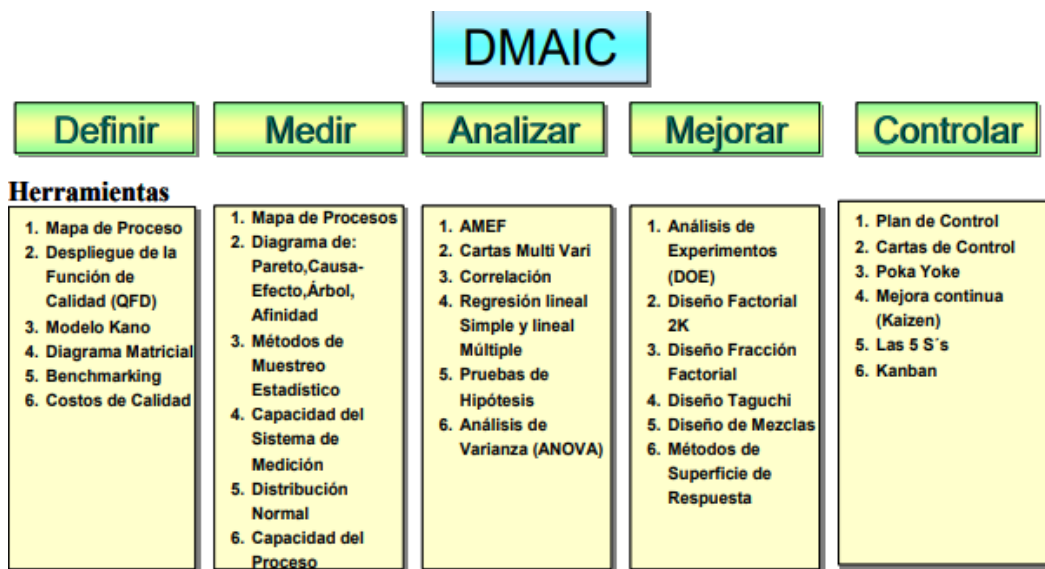 DMAIC
Definir
Medir
Analizar
Mejorar
Controlar
Herramientas
1. Mapa de Proceso
2. Despliegue de la
Función de
Calidad (QFD)
3. Modelo Kano
4. Diagrama Matricial
5. Benchmarking
6. Costos de Calidad
1. Mapa de Procesos
2. Diagrama de:
Pareto,Causa-
Efecto,Árbol,
Afinidad
3. Métodos de
Muestreo
Estadístico
4. Capacidad del
Sistema de
Medición
5. Distribución
Normal
6. Capacidad del
Proceso
1. AMEF
2. Cartas Multi Vari
3. Correlación
4. Regresión lineal
Simple y lineal
Múltiple
5. Pruebas de
Hipótesis
6. Análisis de
Varianza (ANOVA)
1. Análisis de
Experimentos
(DOE)
2. Diseño Factorial
2K
3. Diseño Fracción
Factorial
4. Diseño Taguchi
5. Diseño de Mezclas
6. Métodos de
Superficie de
Respuesta
1. Plan de Control
2. Cartas de Control
3. Poka Yoke
4. Mejora continua
(Kaizen)
5. Las 5 S´s
6. Kanban